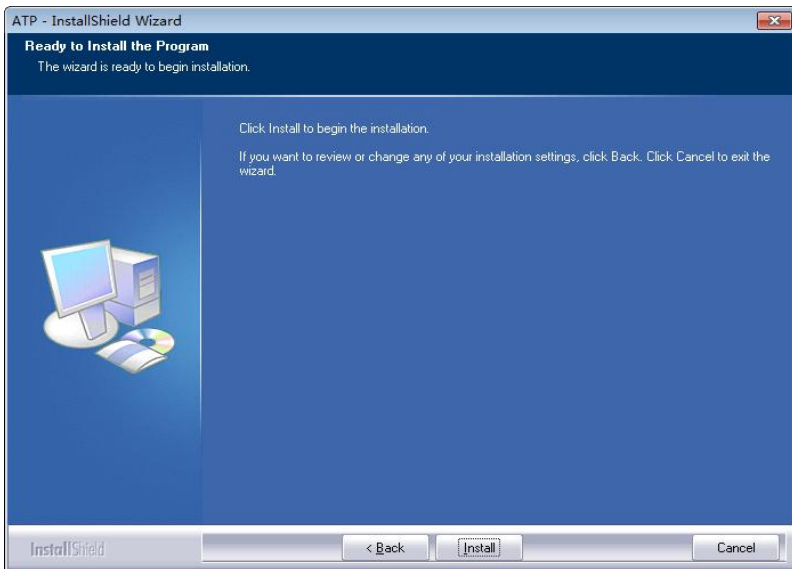 ATP - InstallShield Wizard
Ready to Install the Program
The wizard is ready to begin installation.
Click Install to begin the installation.
If you want to review or change any of your installation settings, click Back. Click Cancel to exit the
wizard.
InstallShield
< Back
Install
Cancel